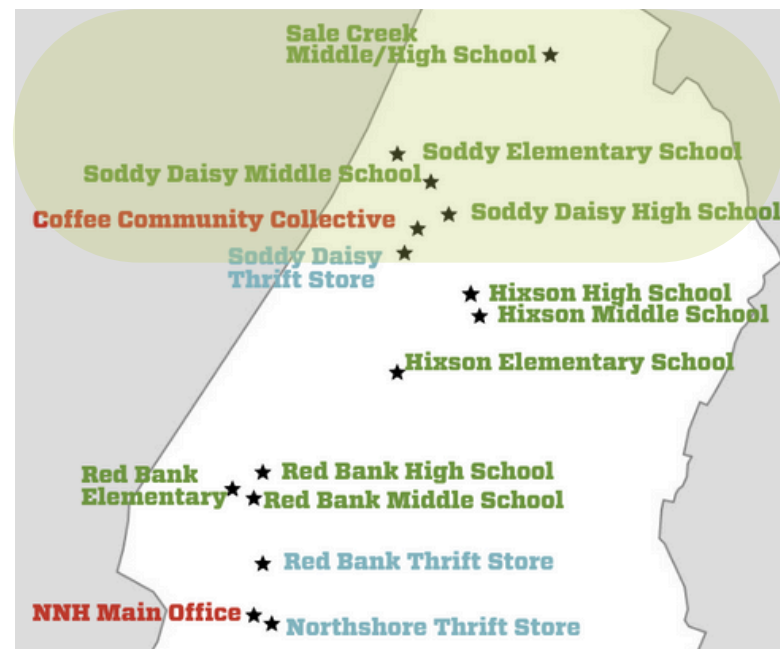 Sale Creek
Middle/High School
Soddy Elementary School
Soddy Daisy Middle School
Soddy Daisy High School
Coffee Community Collective
Soddy Daisy
Thrift Store
Hixson High School
Hixson Middle School
Hixson Elementary School
Red Bank
Elementary
Red Bank High School
Red Bank Middle School
Red Bank Thrift Store
NNH Main Office
Northshore Thrift Store